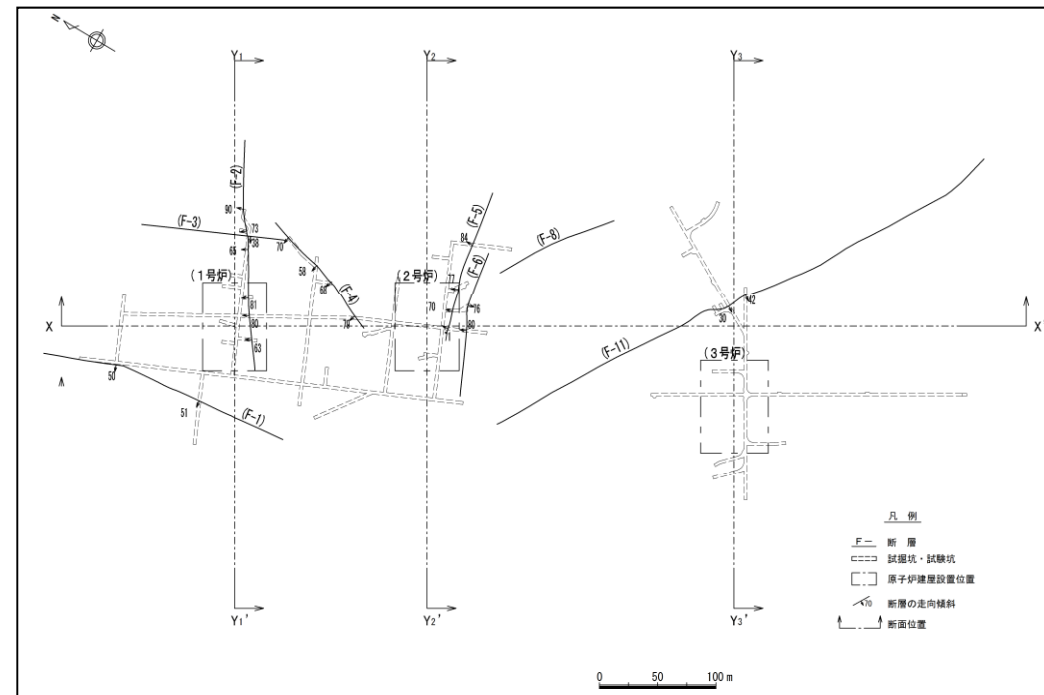 N
Y₁
Y₂
Y₃
(F-2)
90
(F-3)
73
38
65
70
(F-5)
84
(F-8)
(1号炉)
58
68
(F-4)
(2号炉)
77
(F-6)
70
76
81
80
79
71
80
63
42
30
X
X'
(F-11)
(3号炉)
50
51
(F-1)
凡例
F- 断層
試掘坑・試験坑
原子炉建屋設置位置
70 断層の走向傾斜
断面位置
Y₁'
Y₂'
Y₃'
0 50 100 m